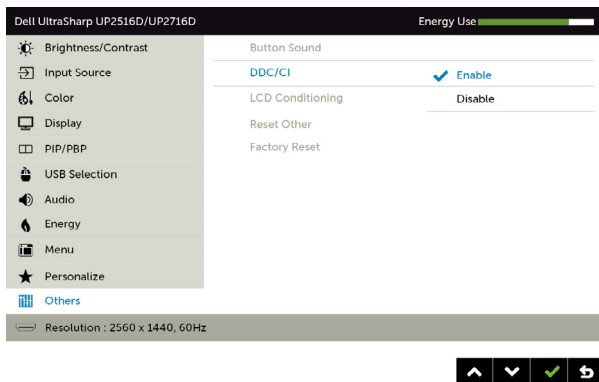 Dell UltraSharp UP2516D/UP2716D
Energy Use
Brightness/Contrast
Input Source
Color
Display
PIP/PBP
USB Selection
Audio
Energy
Menu
Personalize
Others
Button Sound
DDC/CI
LCD Conditioning
Reset Other
Factory Reset
Enable
Disable
Resolution : 2560 x 1440, 60Hz